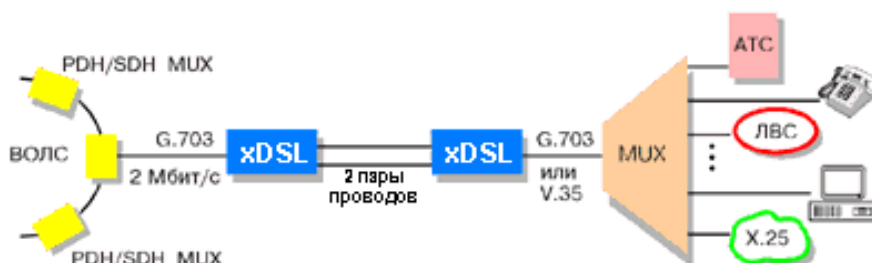 PDH/SDH MUX
ВОЛС
G.703
2 Мбит/с
xDSL
2 пары
проводов
xDSL
G.703
или
V.35
MUX
АТС
ЛВС
X.25
PDH/SDH MUX